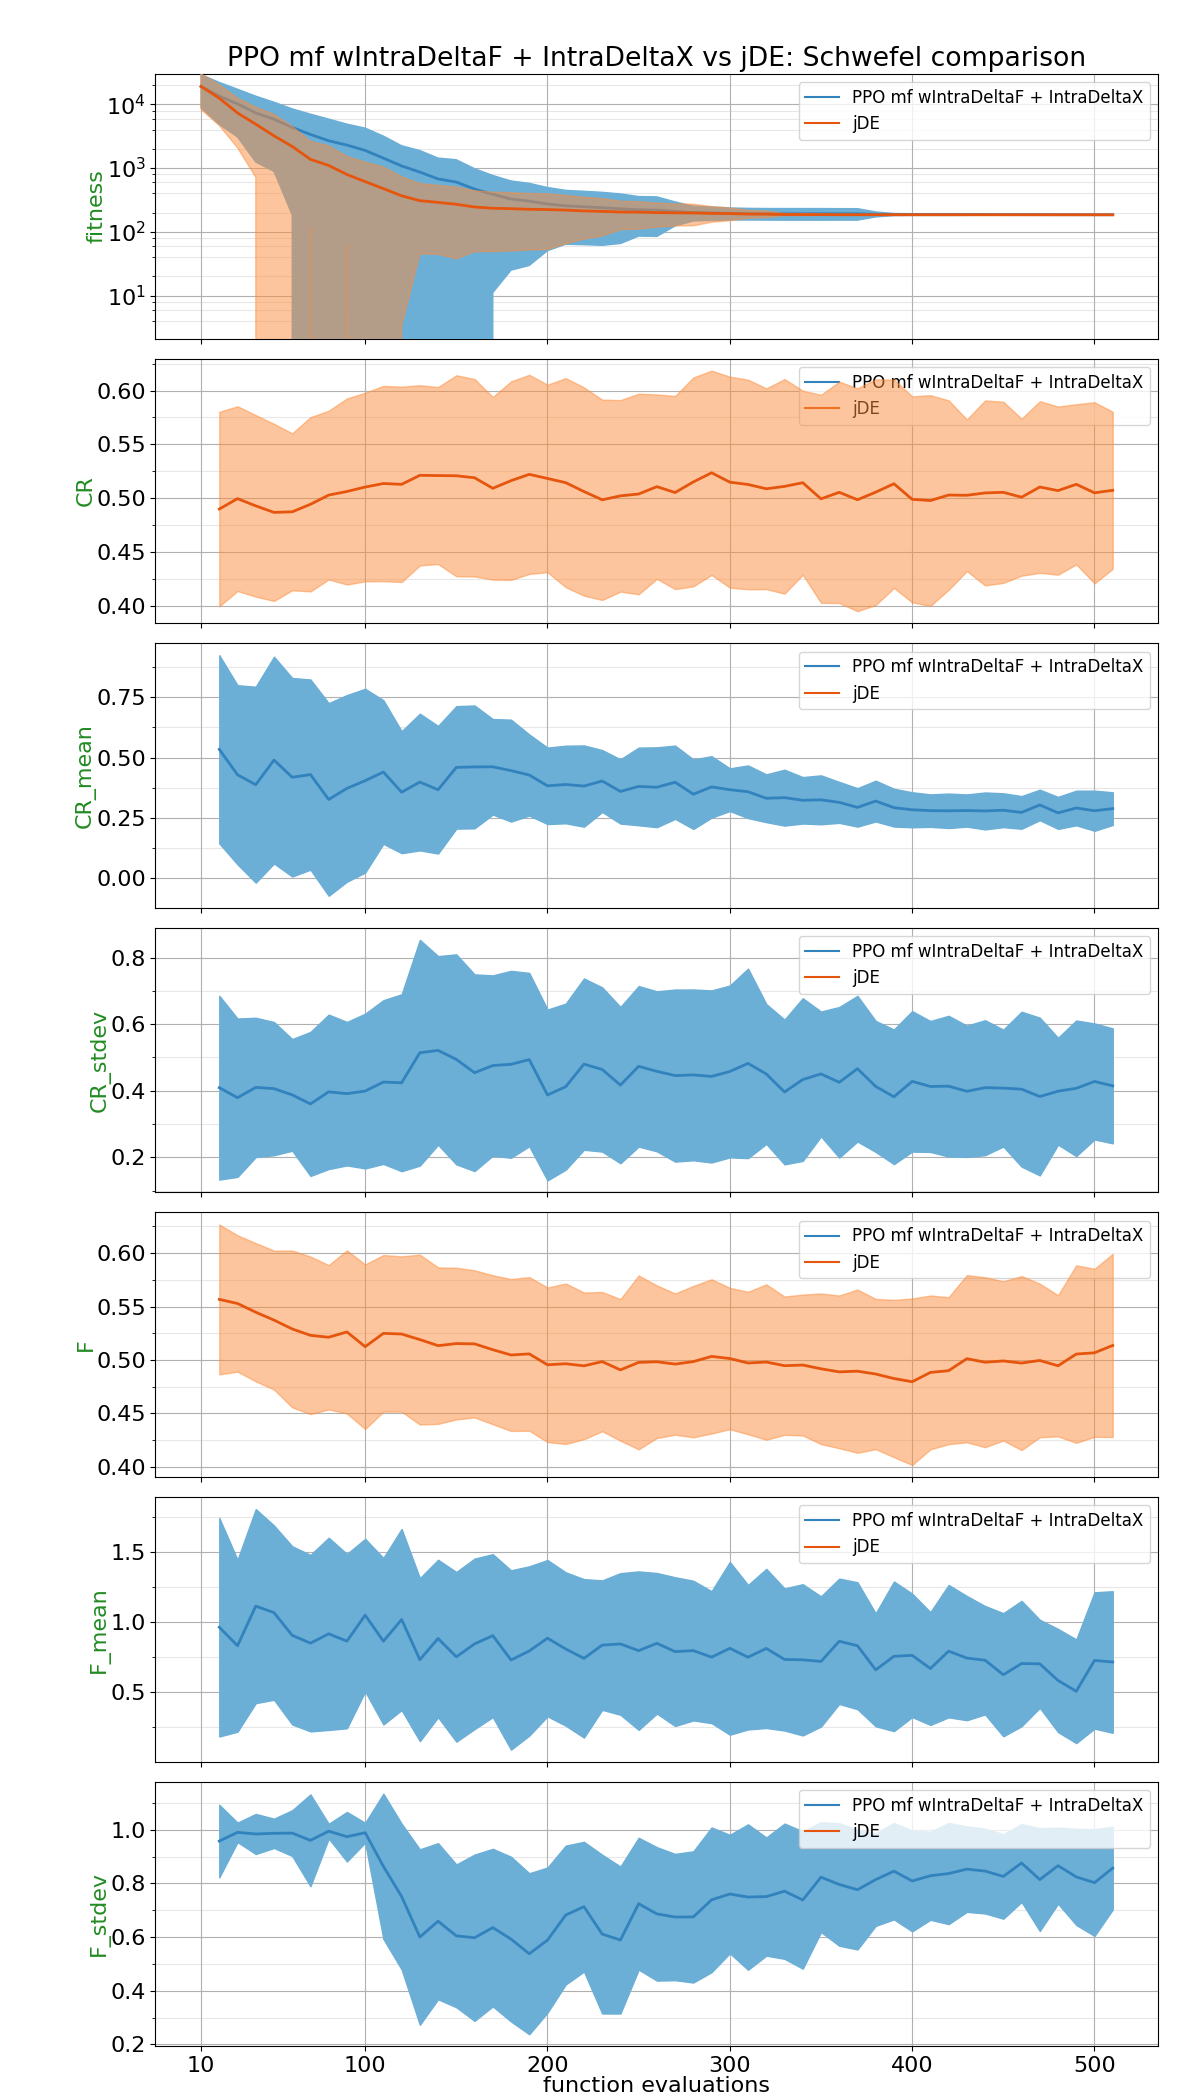 PPO mf wIntraDeltaF + IntraDeltaX vs jDE: Schwefel comparison
fitness
10^4
10^3
10^2
10^1
PPO mf wIntraDeltaF + IntraDeltaX
jDE
CR
0.60
0.55
0.50
0.45
0.40
PPO mf wIntraDeltaF + IntraDeltaX
jDE
CR_mean
0.75
0.50
0.25
0.00
PPO mf wIntraDeltaF + IntraDeltaX
jDE
CR_stdev
0.8
0.6
0.4
0.2
PPO mf wIntraDeltaF + IntraDeltaX
jDE
F
0.60
0.55
0.50
0.45
0.40
PPO mf wIntraDeltaF + IntraDeltaX
jDE
F_mean
1.5
1.0
0.5
PPO mf wIntraDeltaF + IntraDeltaX
jDE
F_stdev
1.0
0.8
0.6
0.4
0.2
PPO mf wIntraDeltaF + IntraDeltaX
jDE
10 100 200 300 400 500
function evaluations